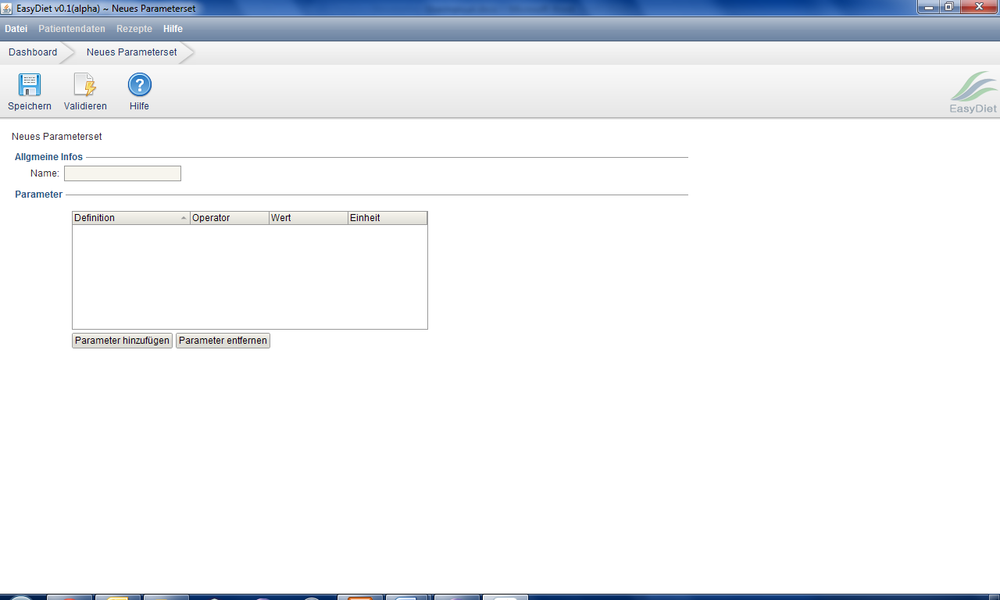 EasyDiet v0.1(alpha) ~ Neues Parameterset
Datei Patientendaten Rezepte Hilfe
Dashboard Neues Parameterset
Speichern Validieren Hilfe
EasyDiet
Neues Parameterset
Allgmeine Infos
Name:
Parameter
Definition Operator Wert Einheit
Parameter hinzufügen Parameter entfernen